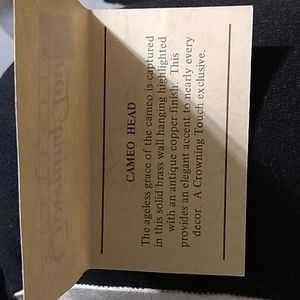 CAMEO HEAD
The ageless grace of the cameo is captured
in this solid brass wall hanging highlighted
with an antique copper finish. This
provides an elegant accent to nearly every
decor. A Crowning Touch exclusive.